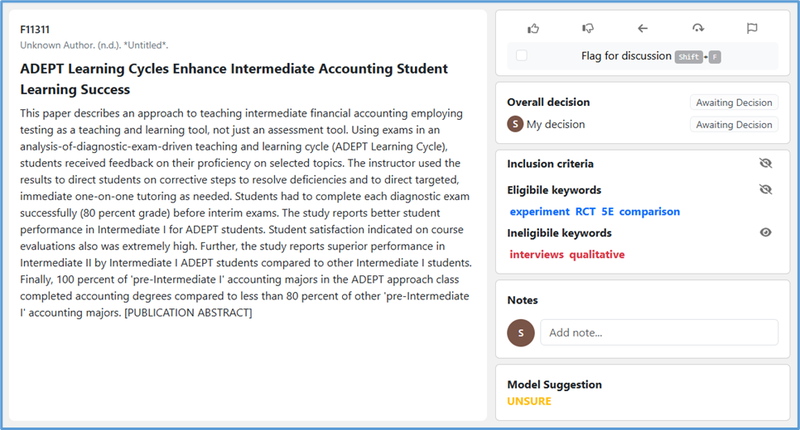 F11311
Unknown Author. (n.d.). *Untitled*.
ADEPT Learning Cycles Enhance Intermediate Accounting Student
Learning Success
This paper describes an approach to teaching intermediate financial accounting employing
testing as a teaching and learning tool, not just an assessment tool. Using exams in an
analysis-of-diagnostic-exam-driven teaching and learning cycle (ADEPT Learning Cycle),
students received feedback on their proficiency on selected topics. The instructor used the
results to direct students on corrective steps to resolve deficiencies and to direct targeted,
immediate one-on-one tutoring as needed. Students had to complete each diagnostic exam
successfully (80 percent grade) before interim exams. The study reports better student
performance in Intermediate I for ADEPT students. Student satisfaction indicated on course
evaluations also was extremely high. Further, the study reports superior performance in
Intermediate II by Intermediate I ADEPT students compared to other Intermediate I students.
Finally, 100 percent of 'pre-Intermediate I' accounting majors in the ADEPT approach class
completed accounting degrees compared to less than 80 percent of other 'pre-Intermediate
I' accounting majors. [PUBLICATION ABSTRACT]
Flag for discussion Shift+F
Overall decision Awaiting Decision
S My decision Awaiting Decision
Inclusion criteria
Eligibile keywords
experiment RCT 5E comparison
Ineligibile keywords
interviews qualitative
Notes
S Add note...
Model Suggestion
UNSURE